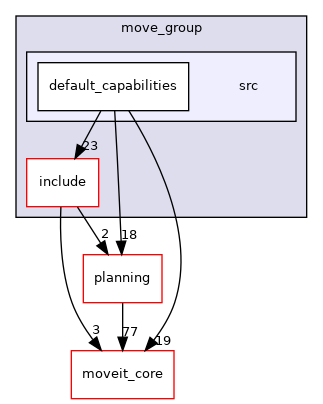 move_group
default_capabilities
src
23
include
2
18
planning
3
77
19
moveit_core